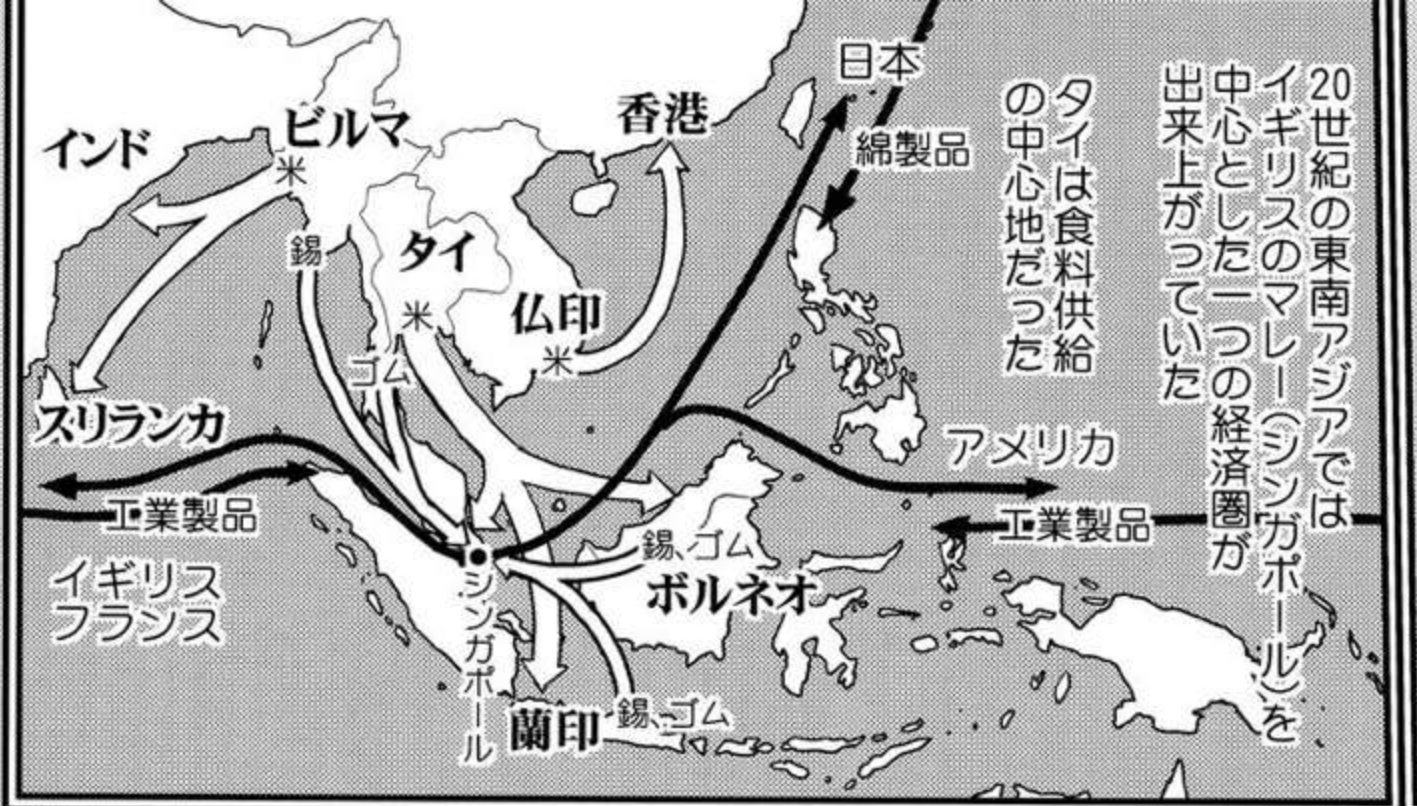 20世紀の東南アジアでは
イギリスのマレー(シンガポール)を
中心とした一つの経済圏が
出来上がっていた
タイは食料供給
の中心地だった
日本
綿製品
香港
ビルマ
米
インド
錫
タイ
米
仏印
米
ゴム
スリランカ
アメリカ
工業製品
工業製品
イギリス
フランス
錫、ゴム
ボルネオ
シンガポール
蘭印
錫、ゴム